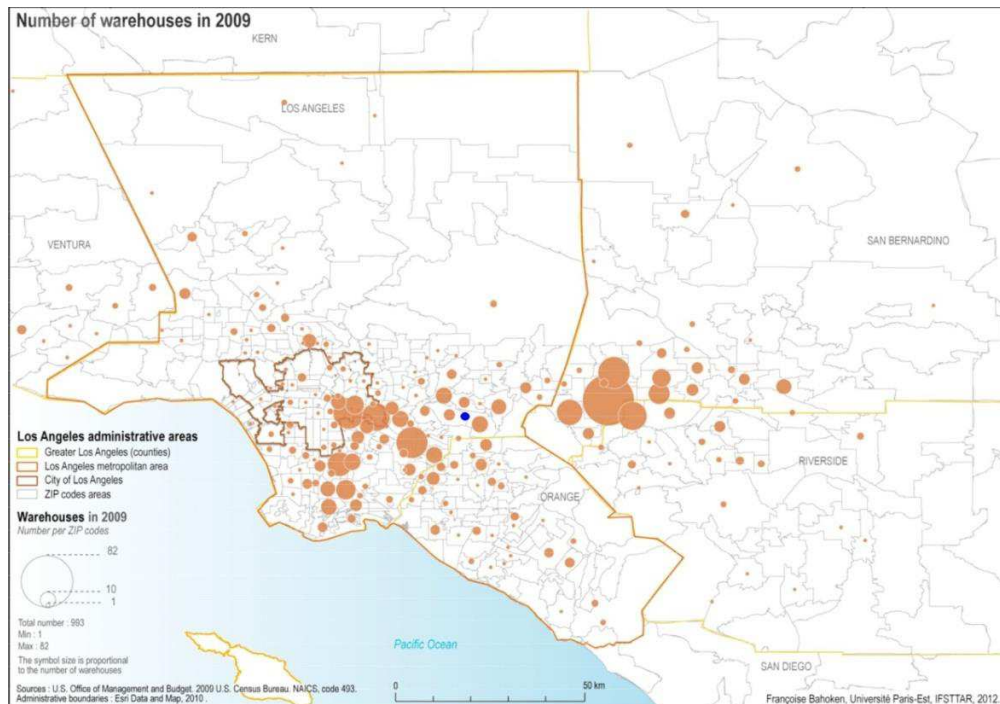 Number of warehouses in 2009
KERN
LOS ANGELES
VENTURA
SAN BERNARDINO
Los Angeles administrative areas
Greater Los Angeles (counties)
Los Angeles metropolitan area
City of Los Angeles
ZIP codes areas
RIVERSIDE
ORANGE
Warehouses in 2009
Number per ZIP codes
82
10
1
Total number : 993
Min : 1
Max : 82
The symbol size is proportional
to the number of warehouses
Pacific Ocean
SAN DIEGO
Sources : U.S. Office of Management and Budget. 2009 U.S. Census Bureau. NAICS, code 493.
Administrative boundaries : Esri Data and Map, 2010 .
0
50 km
Françoise Bahoken, Université Paris-Est, IFSTTAR, 2012